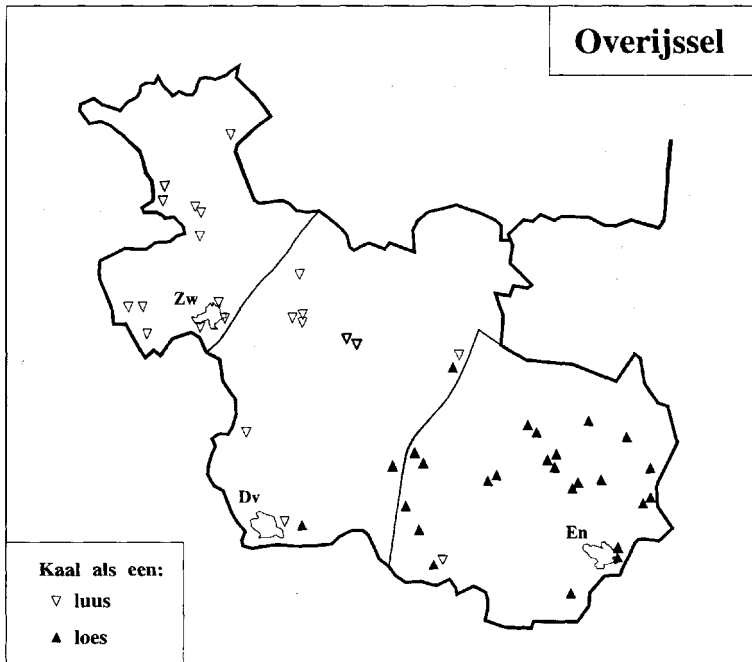 Overijssel
Zw
Dv
En
Kaal als een:
luus
loes